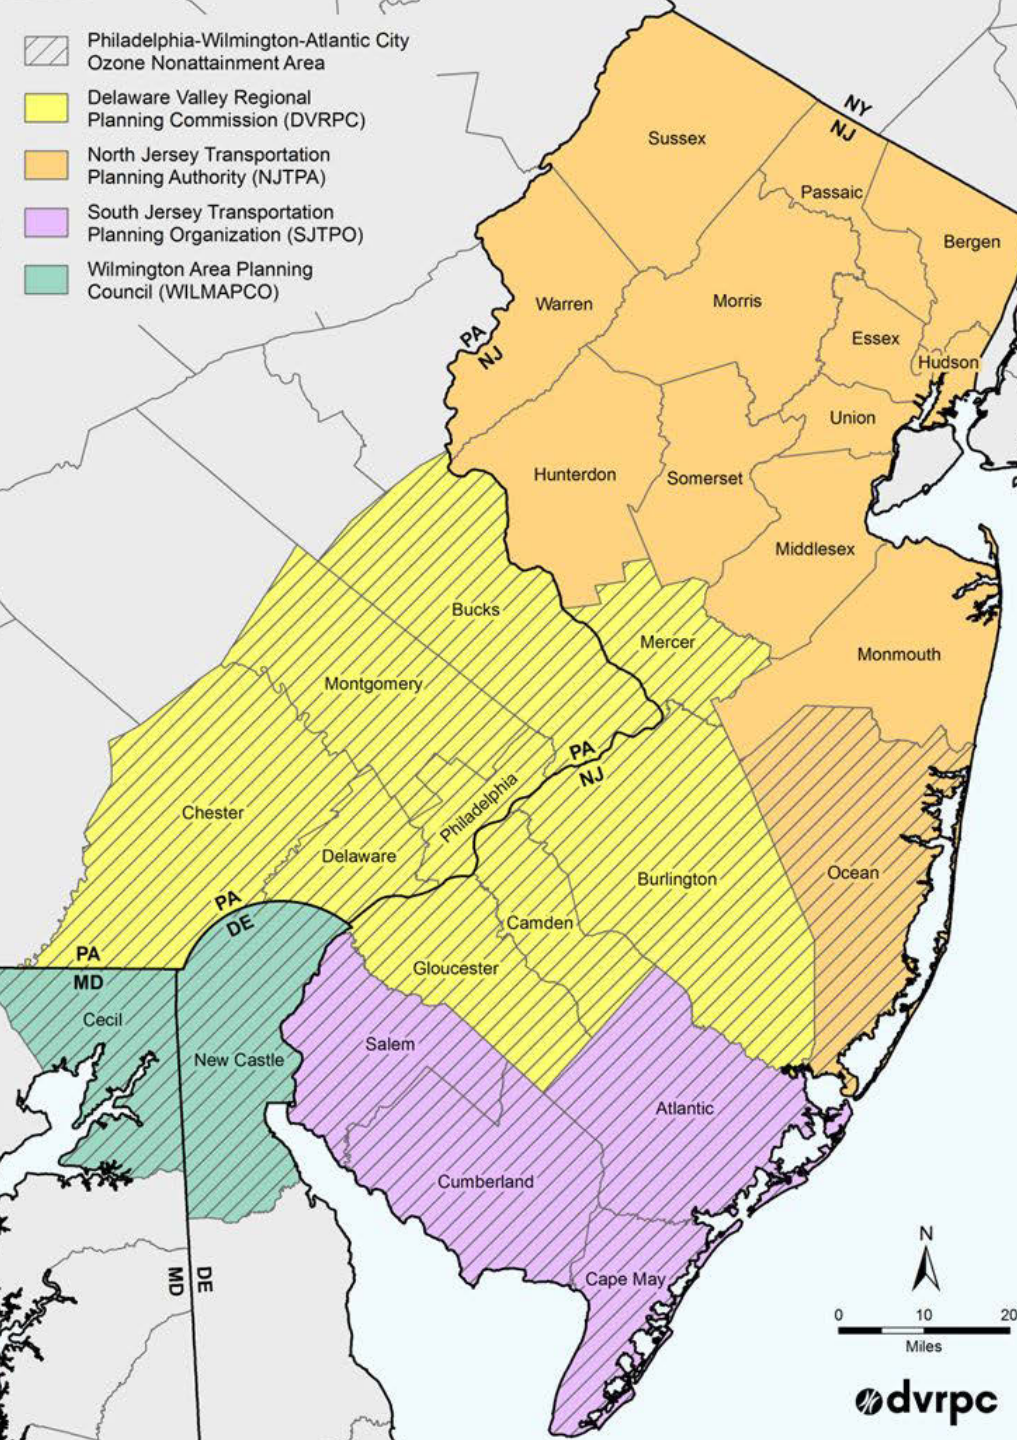 Philadelphia-Wilmington-Atlantic City
Ozone Nonattainment Area
Delaware Valley Regional
Planning Commission (DVRPC)
North Jersey Transportation
Planning Authority (NJTPA)
South Jersey Transportation
Planning Organization (SJTPO)
Wilmington Area Planning
Council (WILMAPCO)
NY
NJ
Sussex
Passaic
Bergen
Warren
Morris
PA
NJ
Essex
Hudson
Union
Hunterdon
Somerset
Middlesex
Bucks
Mercer
Monmouth
Montgomery
PA
NJ
Philadelphia
Chester
Delaware
Ocean
Burlington
PA
DE
Camden
PA
MD
Gloucester
Cecil
New Castle
Salem
Atlantic
Cumberland
Cape May
MD
DE
N
0 10 20
Miles
dvrpc